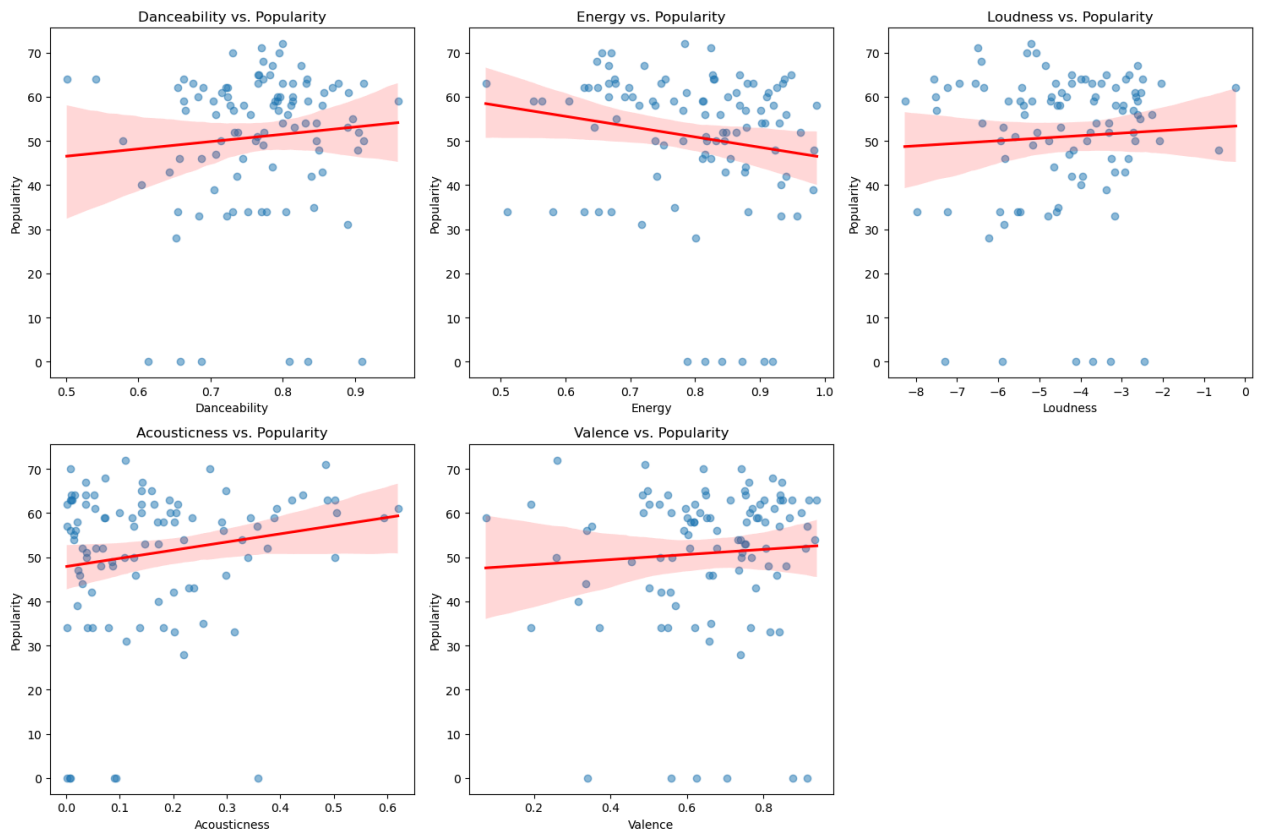 Danceability vs. Popularity
Popularity
70
60
50
40
30
20
10
0
0.5 0.6 0.7 0.8 0.9
Danceability
Energy vs. Popularity
Popularity
70
60
50
40
30
20
10
0
0.5 0.6 0.7 0.8 0.9 1.0
Energy
Loudness vs. Popularity
Popularity
70
60
50
40
30
20
10
0
−8 −7 −6 −5 −4 −3 −2 −1 0
Loudness
Acousticness vs. Popularity
Popularity
70
60
50
40
30
20
10
0
0.0 0.1 0.2 0.3 0.4 0.5 0.6
Acousticness
Valence vs. Popularity
Popularity
70
60
50
40
30
20
10
0
0.2 0.4 0.6 0.8
Valence